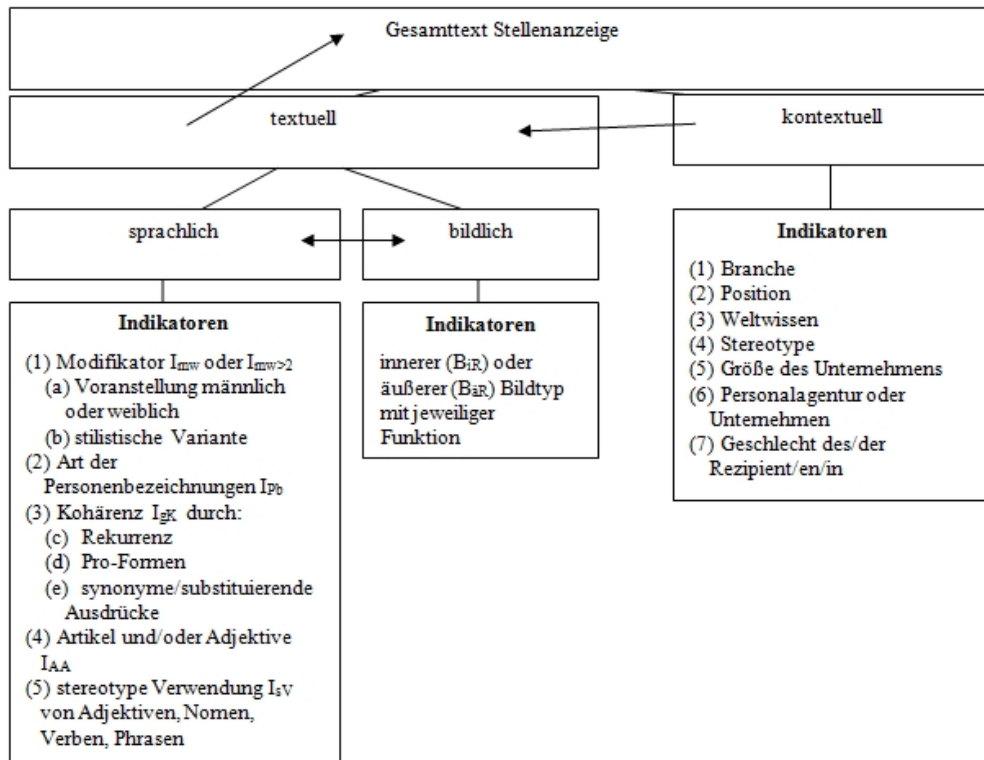 Gesamttext Stellenanzeige
textuell
kontextuell
sprachlich
bildlich
Indikatoren
(1) Modifikator Imw oder Imw>2
(a) Voranstellung männlich
oder weiblich
(b) stilistische Variante
(2) Art der
Personenbezeichnungen IPb
(3) Kohärenz IgK durch:
(c) Rekurrenz
(d) Pro-Formen
(e) synonyme/substituierende
Ausdrücke
(4) Artikel und/oder Adjektive
IAA
(5) stereotype Verwendung IsV
von Adjektiven, Nomen,
Verben, Phrasen
Indikatoren
innerer (BiR) oder
äußerer (BäR) Bildtyp
mit jeweiliger
Funktion
Indikatoren
(1) Branche
(2) Position
(3) Weltwissen
(4) Stereotype
(5) Größe des Unternehmens
(6) Personalagentur oder
Unternehmen
(7) Geschlecht des/der
Rezipient/en/in